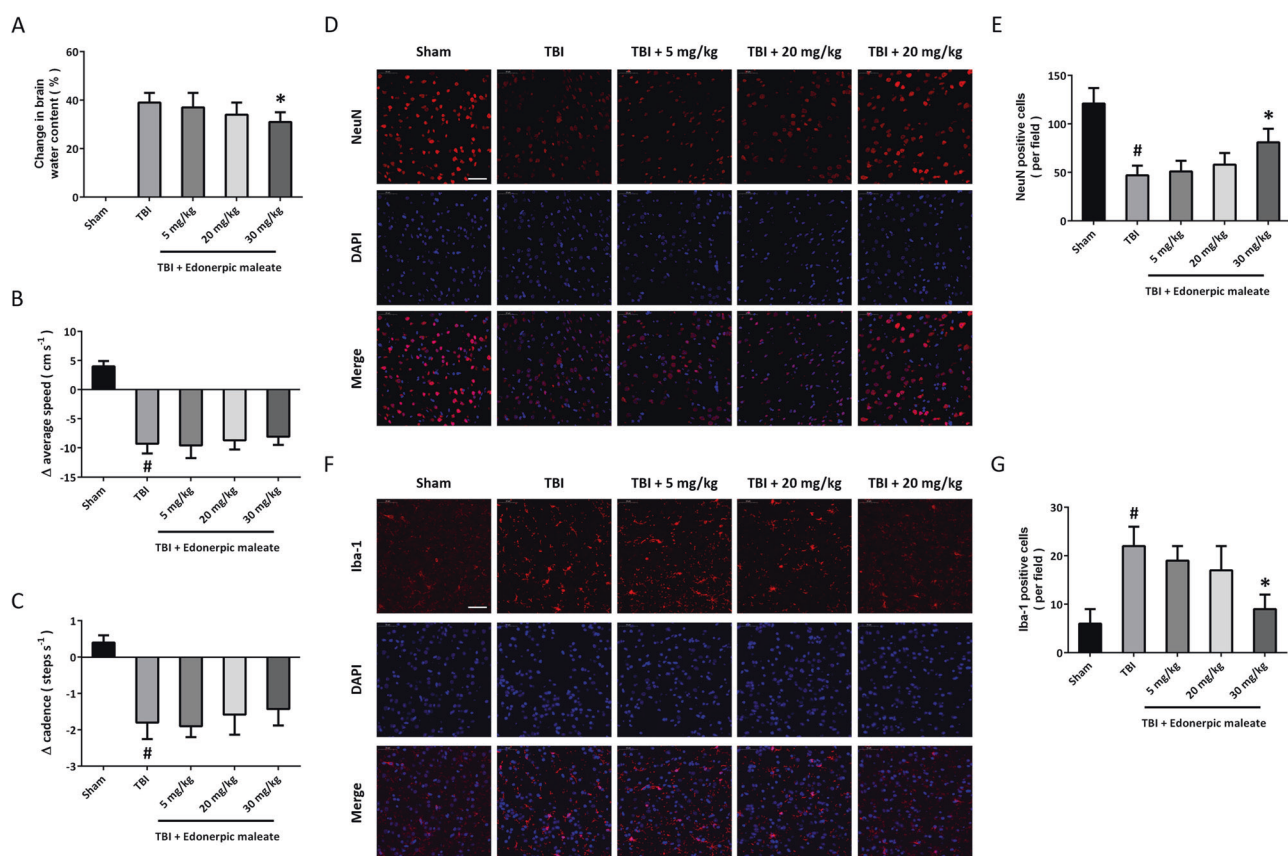 A
Change in brain
water content ( % )
60
40
20
0
Sham
TBI
5 mg/kg
20 mg/kg
30 mg/kg
*
TBI + Edonerpic maleate
B
Δ average speed ( cm s⁻¹ )
10
5
0
-5
-10
-15
#
Sham
TBI
5 mg/kg
20 mg/kg
30 mg/kg
TBI + Edonerpic maleate
C
Δ cadence ( steps s⁻¹ )
1
0
-1
-2
-3
#
Sham
TBI
5 mg/kg
20 mg/kg
30 mg/kg
TBI + Edonerpic maleate
D
Sham
TBI
TBI + 5 mg/kg
TBI + 20 mg/kg
TBI + 20 mg/kg
NeuN
DAPI
Merge
E
NeuN positive cells
( per field )
150
100
50
0
#
*
Sham
TBI
5 mg/kg
20 mg/kg
30 mg/kg
TBI + Edonerpic maleate
F
Sham
TBI
TBI + 5 mg/kg
TBI + 20 mg/kg
TBI + 20 mg/kg
Iba-1
DAPI
Merge
G
Iba-1 positive cells
( per field )
30
20
10
0
#
*
Sham
TBI
5 mg/kg
20 mg/kg
30 mg/kg
TBI + Edonerpic maleate